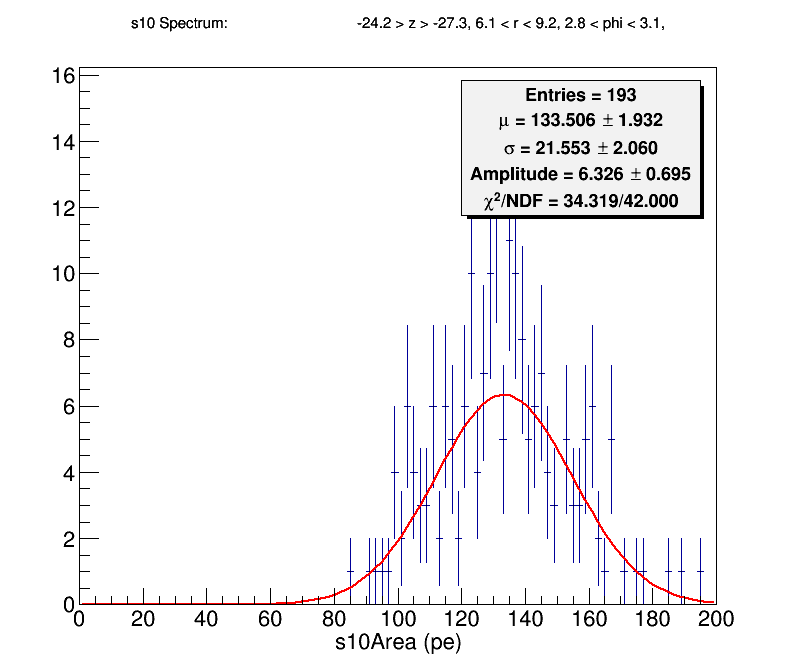 s10 Spectrum: -24.2 > z > -27.3, 6.1 < r < 9.2, 2.8 < phi < 3.1,
Entries = 193
μ = 133.506 ± 1.932
σ = 21.553 ± 2.060
Amplitude = 6.326 ± 0.695
χ²/NDF = 34.319/42.000
16
14
12
10
8
6
4
2
0
0 20 40 60 80 100 120 140 160 180 200
s10Area (pe)